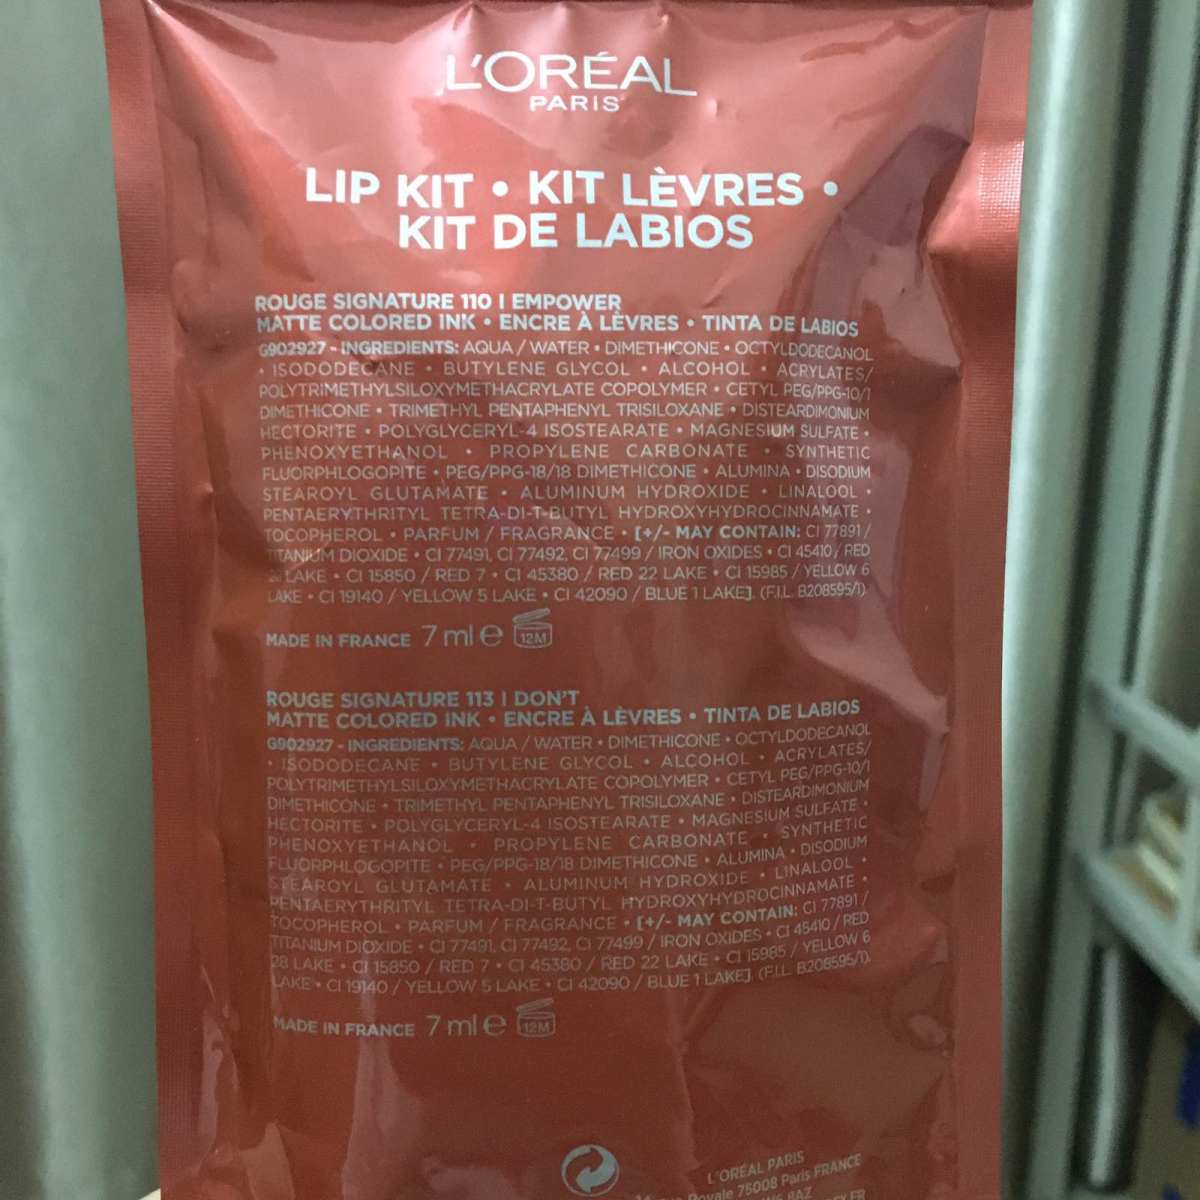 L'ORÉAL
PARIS
LIP KIT • KIT LÈVRES •
KIT DE LABIOS
ROUGE SIGNATURE 110 I EMPOWER
MATTE COLORED INK • ENCRE À LÈVRES • TINTA DE LABIOS
G902927 - INGREDIENTS: AQUA / WATER • DIMETHICONE • OCTYLDODECANOL
• ISODODECANE • BUTYLENE GLYCOL • ALCOHOL • ACRYLATES/
POLYTRIMETHYLSILOXYMETHACRYLATE COPOLYMER • CETYL PEG/PPG-10/1
DIMETHICONE • TRIMETHYL PENTAPHENYL TRISILOXANE • DISTEARDIMONIUM
HECTORITE • POLYGLYCERYL-4 ISOSTEARATE • MAGNESIUM SULFATE •
PHENOXYETHANOL • PROPYLENE CARBONATE • SYNTHETIC
FLUORPHLOGOPITE • PEG/PPG-18/18 DIMETHICONE • ALUMINA • DISODIUM
STEAROYL GLUTAMATE • ALUMINUM HYDROXIDE • LINALOOL •
PENTAERYTHRITYL TETRA-DI-T-BUTYL HYDROXYHYDROCINNAMATE •
TOCOPHEROL • PARFUM / FRAGRANCE • [+/- MAY CONTAIN: CI 77891 /
TITANIUM DIOXIDE • CI 77491, CI 77492, CI 77499 / IRON OXIDES • CI 45410 / RED
28 LAKE • CI 15850 / RED 7 • CI 45380 / RED 22 LAKE • CI 15985 / YELLOW 6
LAKE • CI 19140 / YELLOW 5 LAKE • CI 42090 / BLUE 1 LAKE]. (F.I.L. B208595/1).
MADE IN FRANCE 7 ml e 12M
ROUGE SIGNATURE 113 I DON'T
MATTE COLORED INK • ENCRE À LÈVRES • TINTA DE LABIOS
G902927 - INGREDIENTS: AQUA / WATER • DIMETHICONE • OCTYLDODECANOL
• ISODODECANE • BUTYLENE GLYCOL • ALCOHOL • ACRYLATES/
POLYTRIMETHYLSILOXYMETHACRYLATE COPOLYMER • CETYL PEG/PPG-10/1
DIMETHICONE • TRIMETHYL PENTAPHENYL TRISILOXANE • DISTEARDIMONIUM
HECTORITE • POLYGLYCERYL-4 ISOSTEARATE • MAGNESIUM SULFATE •
PHENOXYETHANOL • PROPYLENE CARBONATE • SYNTHETIC
FLUORPHLOGOPITE • PEG/PPG-18/18 DIMETHICONE • ALUMINA • DISODIUM
STEAROYL GLUTAMATE • ALUMINUM HYDROXIDE • LINALOOL •
PENTAERYTHRITYL TETRA-DI-T-BUTYL HYDROXYHYDROCINNAMATE •
TOCOPHEROL • PARFUM / FRAGRANCE • [+/- MAY CONTAIN: CI 77891 /
TITANIUM DIOXIDE • CI 77491, CI 77492, CI 77499 / IRON OXIDES • CI 45410 / RED
28 LAKE • CI 15850 / RED 7 • CI 45380 / RED 22 LAKE • CI 15985 / YELLOW 6
LAKE • CI 19140 / YELLOW 5 LAKE • CI 42090 / BLUE 1 LAKE]. (F.I.L. B208595/1).
MADE IN FRANCE 7 ml e 12M
L'ORÉAL PARIS
Royale 75008 Paris FRANCE
8AZ